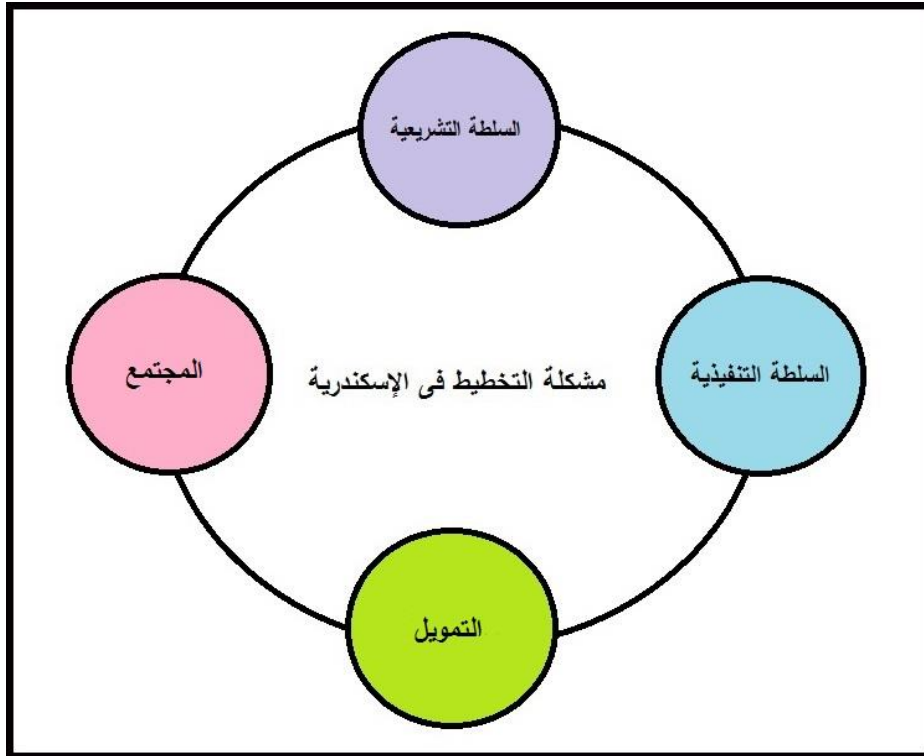 السلطة التشريعية
السلطة التنفيذية
مشكلة التخطيط فى الإسكندرية
المجتمع
التمويل